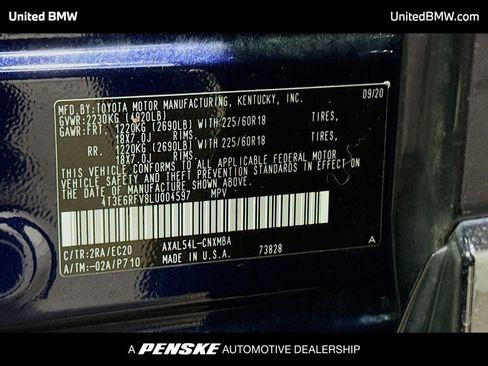 United BMW
UnitedBMW.com
MFD.BY:TOYOTA MOTOR MANUFACTURING, KENTUCKY, INC. 09/20
GVWR:2230KG (4920LB)
GAWR:FRT. 1220KG (2690LB) WITH 225/60R18 TIRES,
18X7.0J RIMS.
RR. 1220KG (2690LB) WITH 225/60R18 TIRES,
18X7.0J RIMS.
THIS VEHICLE CONFORMS TO ALL APPLICABLE FEDERAL MOTOR
VEHICLE SAFETY AND THEFT PREVENTION STANDARDS IN EFFECT ON
THE DATE OF MANUFACTURE SHOWN ABOVE.
4T3E6RFV8LU004597 MPV
C/TR:2RA/EC20 AXAL54L-CNXMBA A
A/TM:-02A/P710 MADE IN U.S.A. 73828
A PENSKE AUTOMOTIVE DEALERSHIP